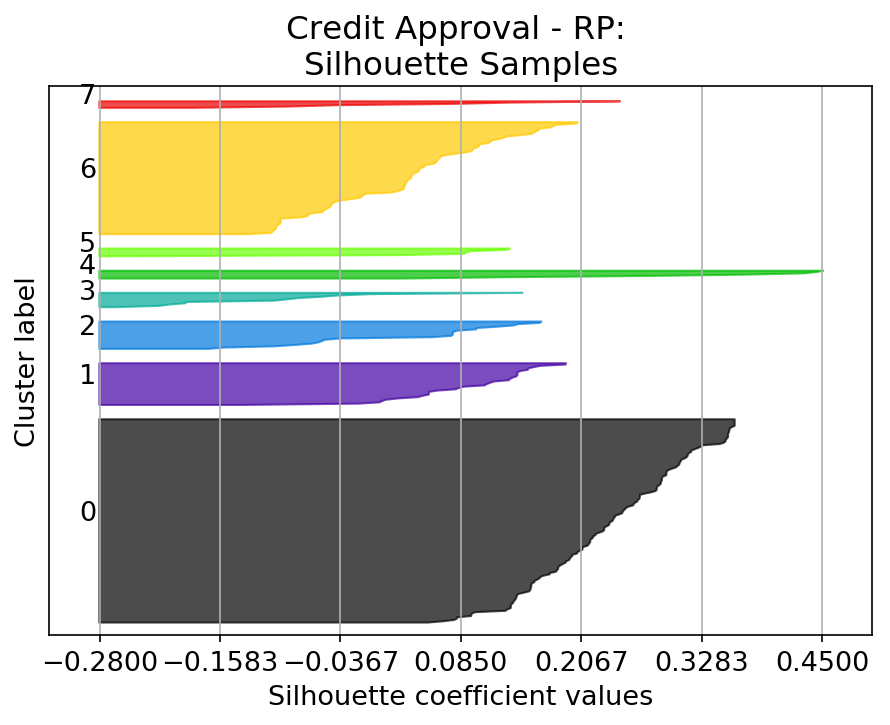 Credit Approval - RP:
Silhouette Samples
7
6
5
4
3
2
1
0
Cluster label
−0.2800 −0.1583 −0.0367 0.0850 0.2067 0.3283 0.4500
Silhouette coefficient values